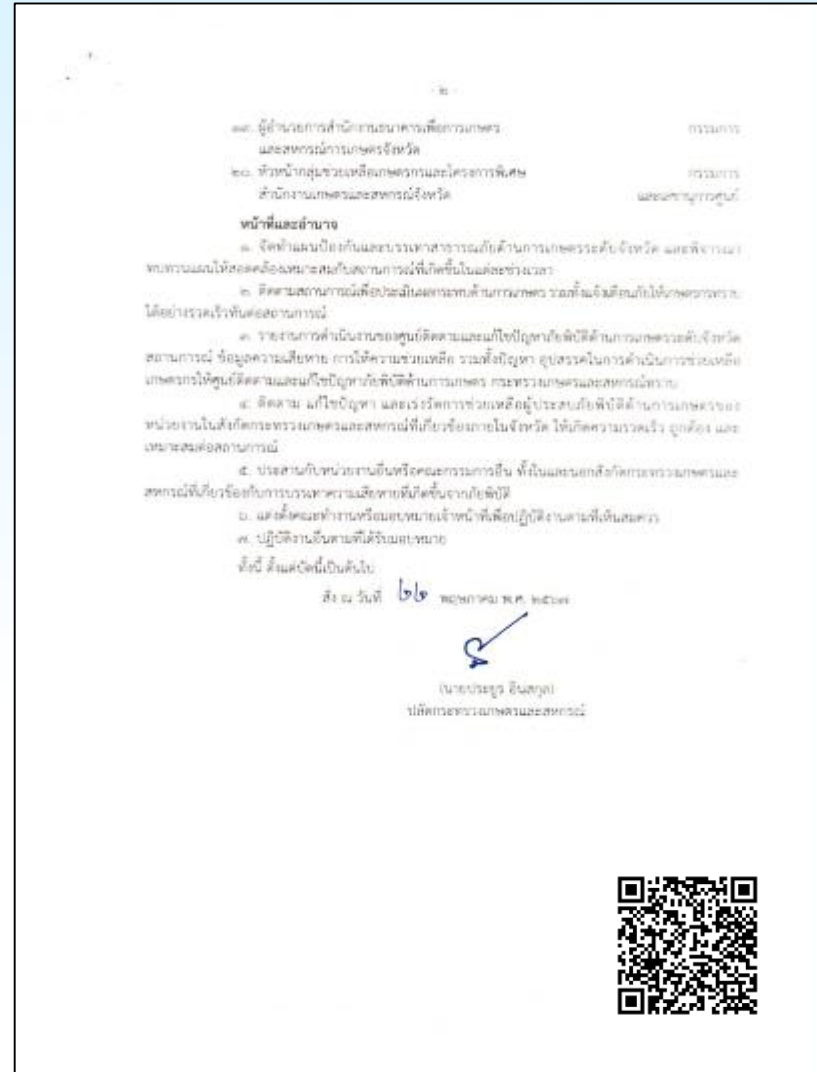 - ๒ -
๑๙. ผู้อำนวยการสำนักงานธนาคารเพื่อการเกษตร กรรมการ
และสหกรณ์การเกษตรจังหวัด
๒๐. หัวหน้ากลุ่มช่วยเหลือเกษตรกรและโครงการพิเศษ กรรมการ
สำนักงานเกษตรและสหกรณ์จังหวัด และเลขานุการศูนย์
หน้าที่และอำนาจ
๑. จัดทำแผนป้องกันและบรรเทาสาธารณภัยด้านการเกษตรระดับจังหวัด และพิจารณา
ทบทวนแผนให้สอดคล้องเหมาะสมกับสถานการณ์ที่เกิดขึ้นในแต่ละช่วงเวลา
๒. ติดตามสถานการณ์เพื่อประเมินผลกระทบด้านการเกษตร รวมทั้งแจ้งเตือนภัยให้เกษตรกรทราบ
ได้อย่างรวดเร็วทันต่อสถานการณ์
๓. รายงานการดำเนินงานของศูนย์ติดตามและแก้ไขปัญหาภัยพิบัติด้านการเกษตรระดับจังหวัด
สถานการณ์ ข้อมูลความเสียหาย การให้ความช่วยเหลือ รวมทั้งปัญหา อุปสรรคในการดำเนินการช่วยเหลือ
เกษตรกรให้ศูนย์ติดตามและแก้ไขปัญหาภัยพิบัติด้านการเกษตร กระทรวงเกษตรและสหกรณ์ทราบ
๔. ติดตาม แก้ไขปัญหา และเร่งรัดการช่วยเหลือผู้ประสบภัยพิบัติด้านการเกษตรของ
หน่วยงานในสังกัดกระทรวงเกษตรและสหกรณ์ที่เกี่ยวข้องภายในจังหวัด ให้เกิดความรวดเร็ว ถูกต้อง และ
เหมาะสมต่อสถานการณ์
๕. ประสานกับหน่วยงานอื่นหรือคณะกรรมการอื่น ทั้งในและนอกสังกัดกระทรวงเกษตรและ
สหกรณ์ที่เกี่ยวข้องกับการบรรเทาความเสียหายที่เกิดขึ้นจากภัยพิบัติ
๖. แต่งตั้งคณะทำงานหรือมอบหมายเจ้าหน้าที่เพื่อปฏิบัติงานตามที่เห็นสมควร
๗. ปฏิบัติงานอื่นตามที่ได้รับมอบหมาย
ทั้งนี้ ตั้งแต่บัดนี้เป็นต้นไป
สั่ง ณ วันที่ ๒๒ พฤษภาคม พ.ศ. ๒๕๖๗
(นายประยูร อินสกุล)
ปลัดกระทรวงเกษตรและสหกรณ์